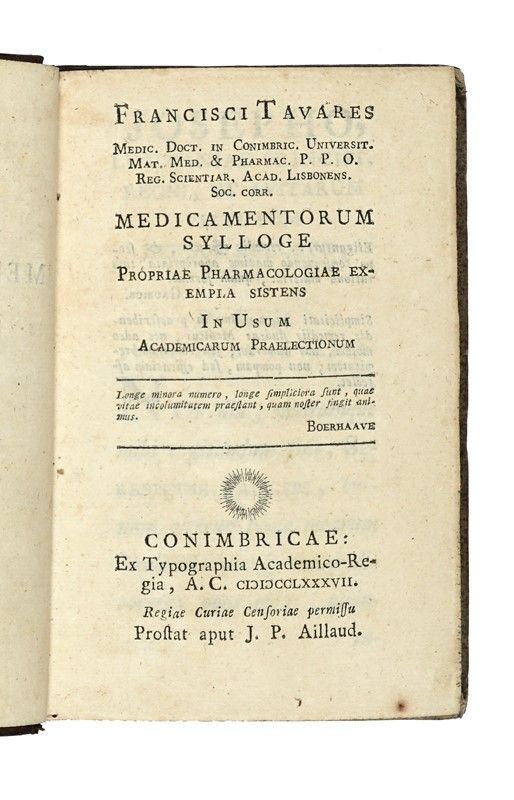 FRANCISCI TAVARES
MEDIC. DOCT. IN CONIMBRIC. UNIVERSIT.
MAT. MED. & PHARMAC. P. P. O.
REG. SCIENTIAR. ACAD. LISBONENS.
SOC. CORR.
MEDICAMENTORUM
SYLLOGE
PROPRIAE PHARMACOLOGIAE EX-
EMPLA SISTENS
IN USUM
ACADEMICARUM PRAELECTIONUM
Longe minora numero, longe ſimpliciora ſunt, quae
vitae incolumitatem praeſtant, quam noſter fingit ani-
mus.
BOERHAAVE
CONIMBRICAE:
Ex Typographia Academico-Re-
gia, A. C. CIƆIƆCCLXXXVII.
Regiae Curiae Cenſoriae permiſſu
Proſtat aput J. P. Aillaud.